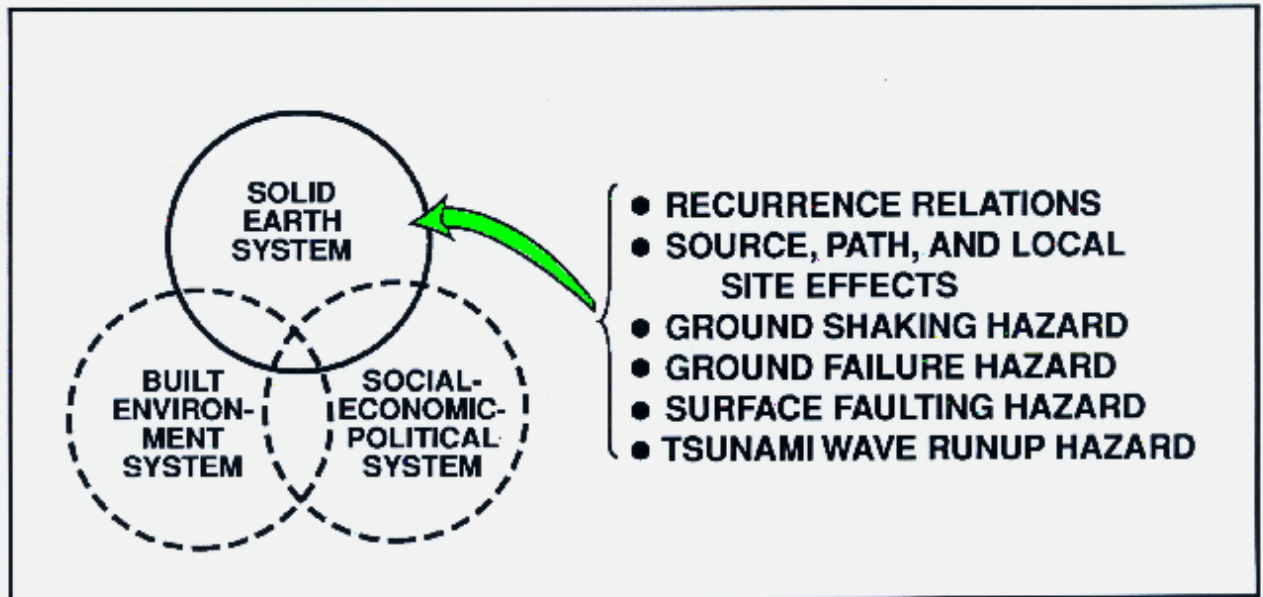 SOLID
EARTH
SYSTEM
BUILT
ENVIRON-
MENT
SYSTEM
SOCIAL-
ECONOMIC-
POLITICAL
SYSTEM
● RECURRENCE RELATIONS
● SOURCE, PATH, AND LOCAL
SITE EFFECTS
● GROUND SHAKING HAZARD
● GROUND FAILURE HAZARD
● SURFACE FAULTING HAZARD
● TSUNAMI WAVE RUNUP HAZARD